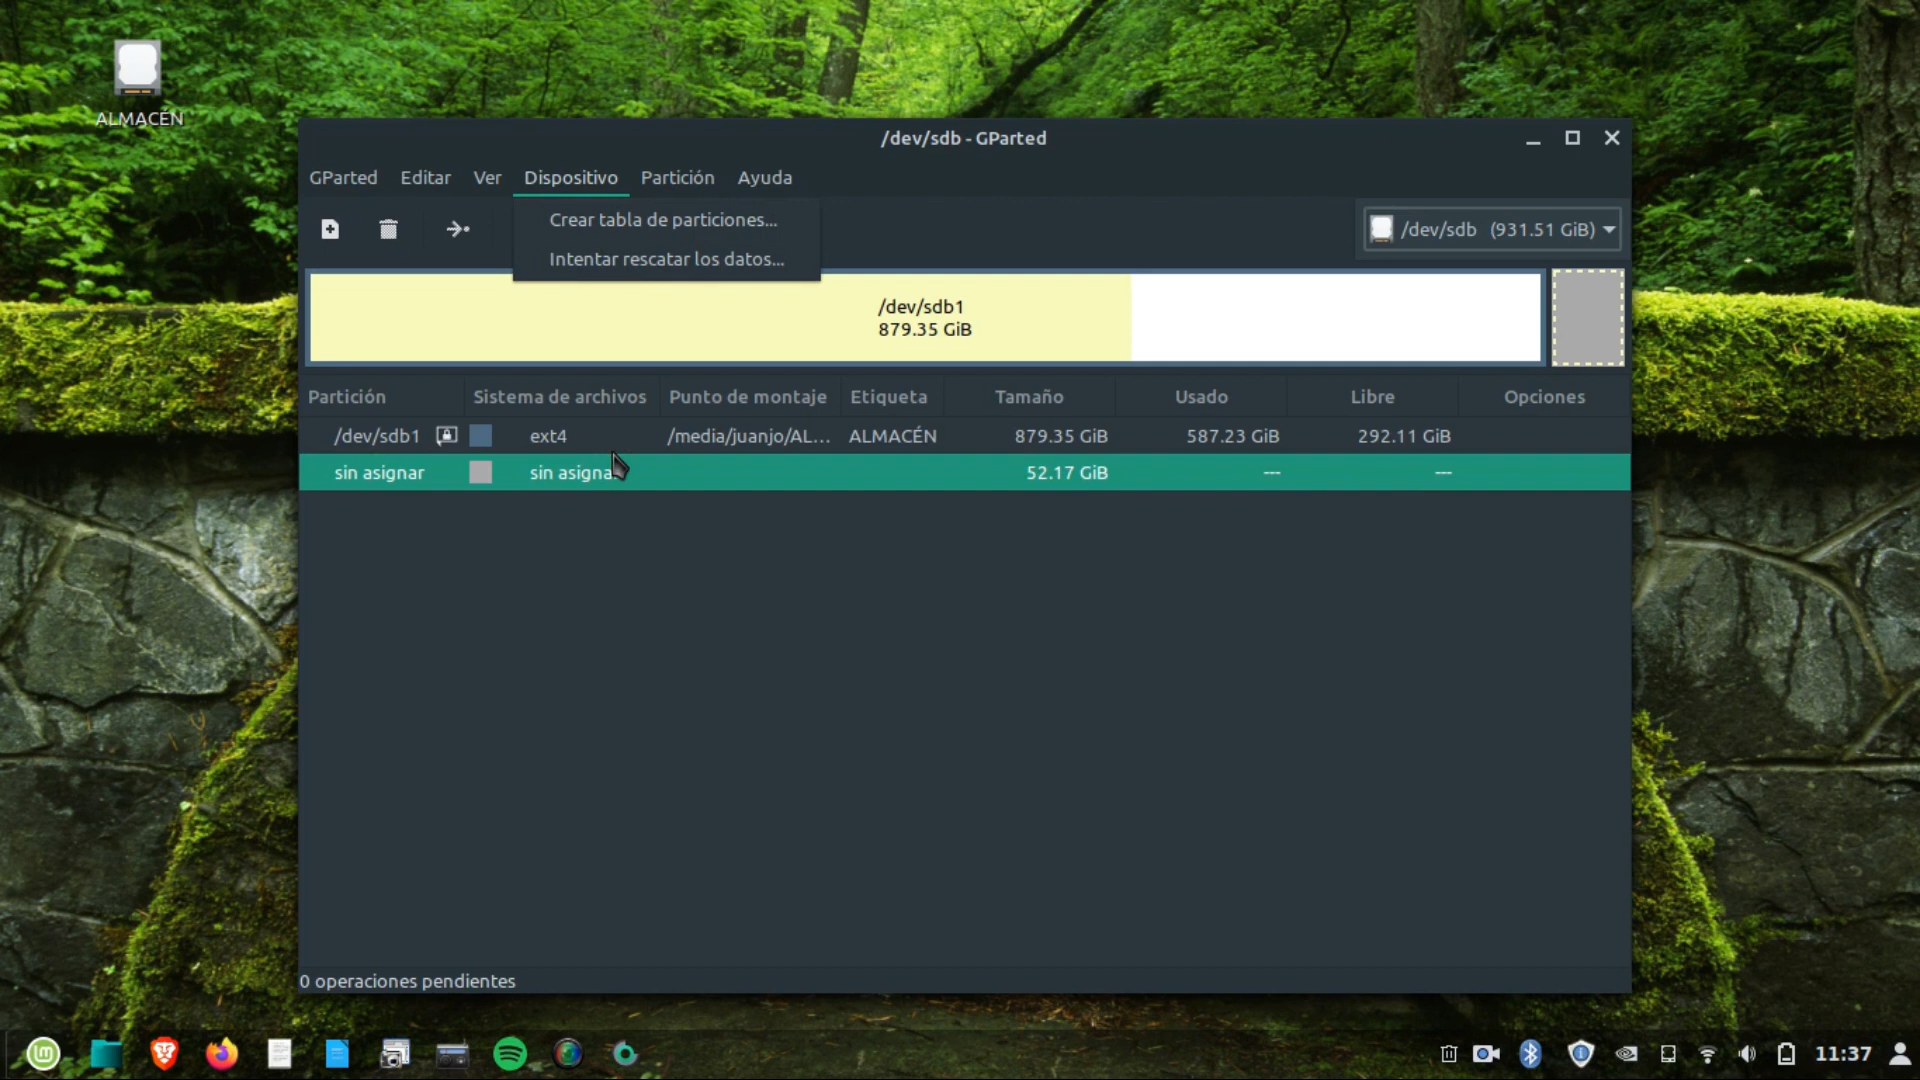 ALMACÉN
/dev/sdb - GParted
GParted Editar Ver Dispositivo Partición Ayuda
Crear tabla de particiones...
Intentar rescatar los datos...
/dev/sdb (931.51 GiB)
/dev/sdb1
879.35 GiB
Partición Sistema de archivos Punto de montaje Etiqueta Tamaño Usado Libre Opciones
/dev/sdb1 ext4 /media/juanjo/AL... ALMACÉN 879.35 GiB 587.23 GiB 292.11 GiB
sin asignar sin asignar 52.17 GiB --- ---
0 operaciones pendientes
11:37